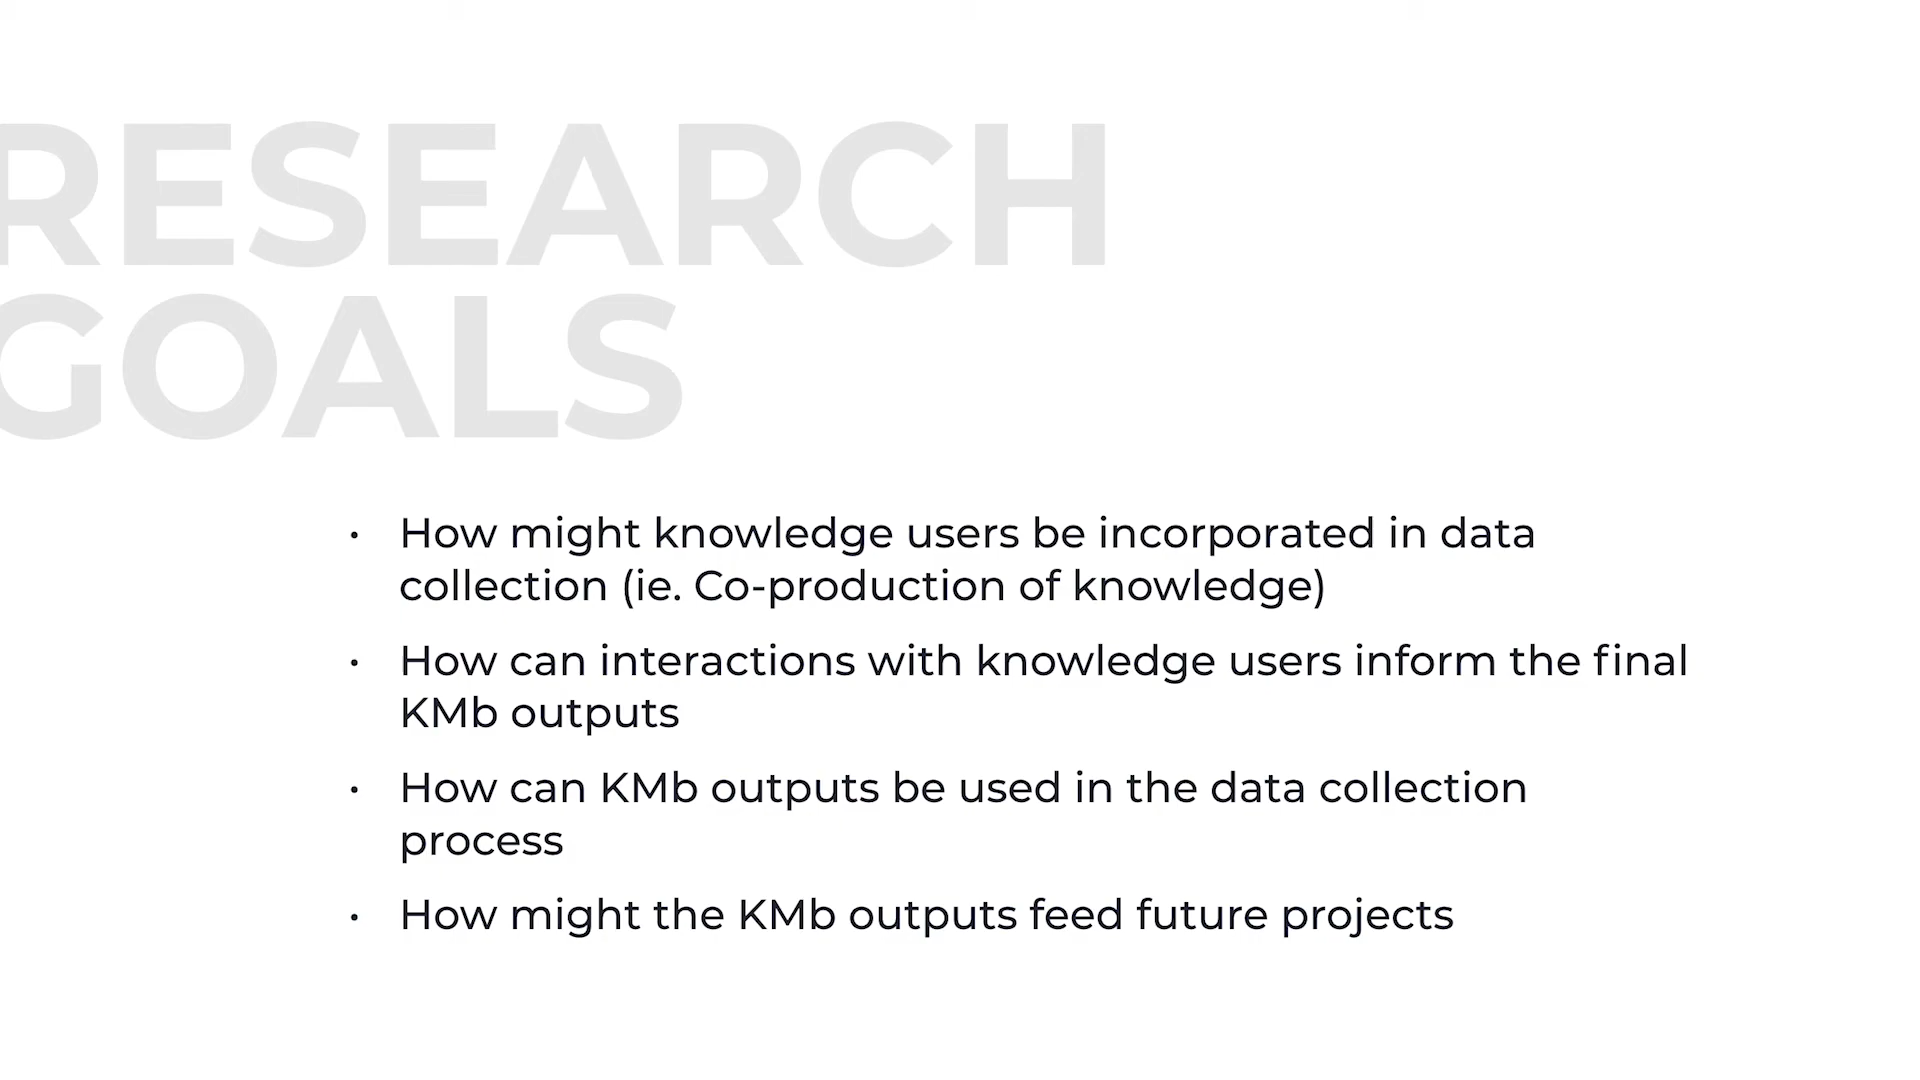 RESEARCH
GOALS
• How might knowledge users be incorporated in data
collection (ie. Co-production of knowledge)
• How can interactions with knowledge users inform the final
KMb outputs
• How can KMb outputs be used in the data collection
process
• How might the KMb outputs feed future projects